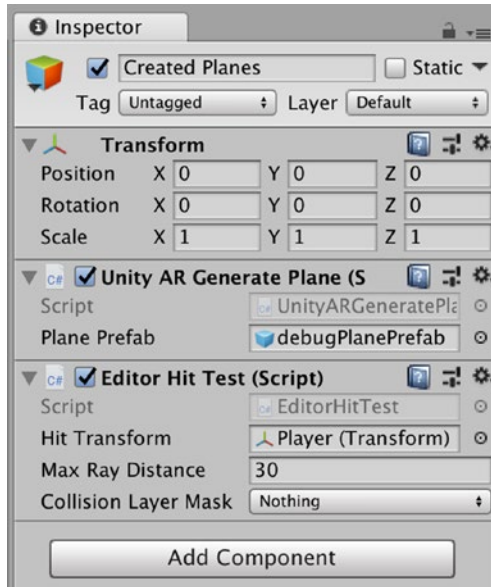 Inspector
Created Planes Static
Tag Untagged Layer Default
Transform
Position X 0 Y 0 Z 0
Rotation X 0 Y 0 Z 0
Scale X 1 Y 1 Z 1
C# Unity AR Generate Plane (S
Script C# UnityARGeneratePla
Plane Prefab debugPlanePrefab
C# Editor Hit Test (Script)
Script C# EditorHitTest
Hit Transform Player (Transform)
Max Ray Distance 30
Collision Layer Mask Nothing
Add Component